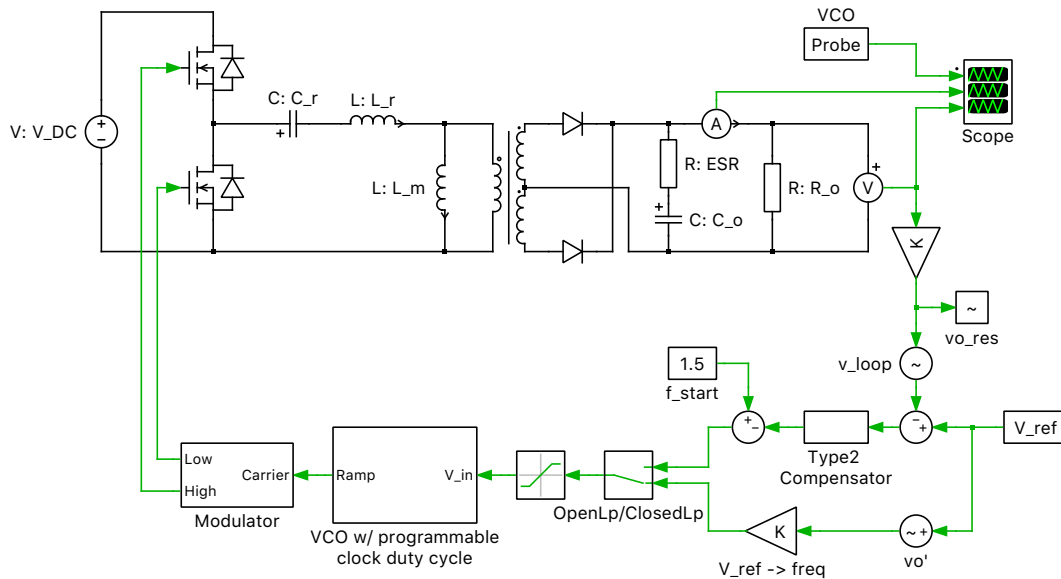 VCO
Probe
Scope
C: C_r
L: L_r
V: V_DC
A
L: L_m
R: ESR
R: R_o
V
C: C_o
K
vo_res
v_loop
1.5
f_start
V_ref
Type2
Compensator
Low
High
Carrier
Modulator
Ramp
V_in
VCO w/ programmable
clock duty cycle
OpenLp/ClosedLp
K
V_ref -> freq
vo'